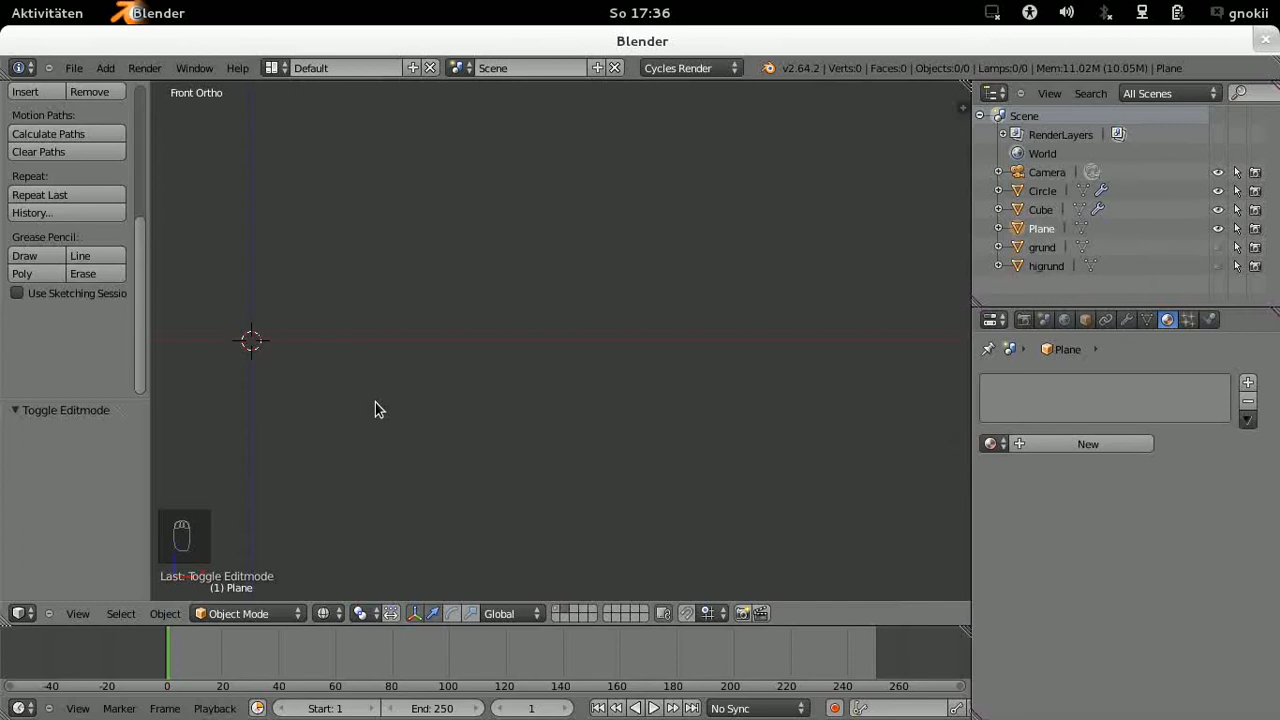 Aktivitäten Blender So 17:36 gnokii
Blender
File Add Render Window Help Default Scene Cycles Render v2.64.2 | Verts:0 | Faces:0 | Objects:0/0 | Lamps:0/0 | Mem:11.02M (10.05M) | Plane
Insert Remove
Motion Paths:
Calculate Paths
Clear Paths
Repeat:
Repeat Last
History...
Grease Pencil:
Draw Line
Poly Erase
Use Sketching Sessio
Toggle Editmode
Front Ortho
Last: Toggle Editmode
(1) Plane
View Select Object Object Mode Global
View Search All Scenes
Scene
RenderLayers |
World
Camera |
Circle |
Cube |
Plane |
grund |
higrund |
Plane
New
-40 -20 0 20 40 60 80 100 120 140 160 180 200 220 240 260
View Marker Frame Playback Start: 1 End: 250 1 No Sync